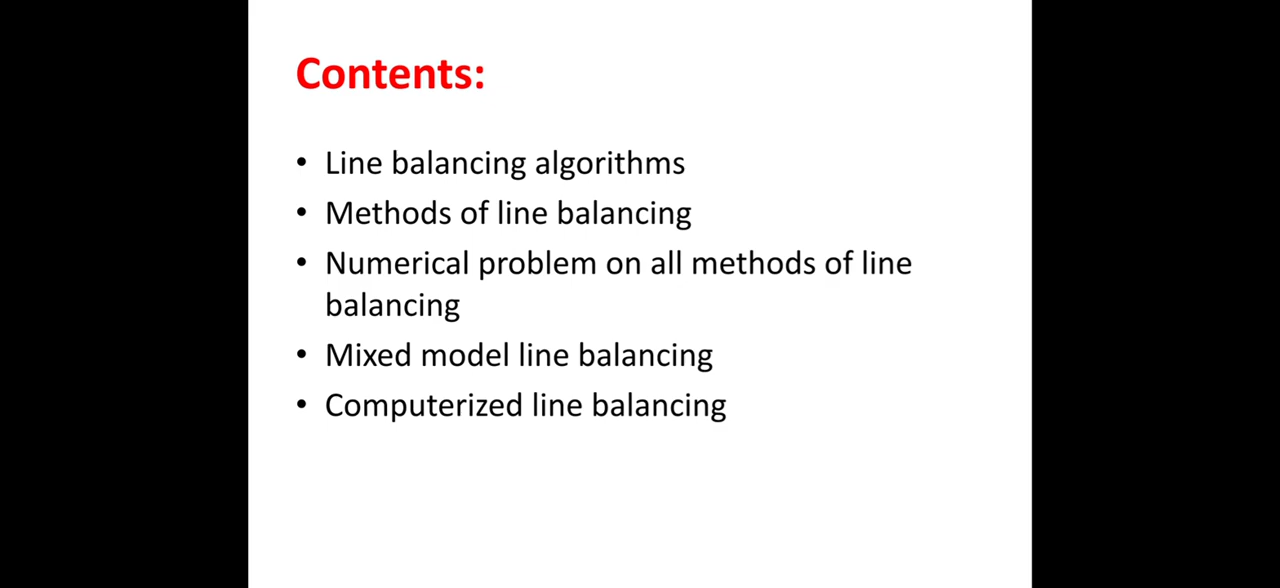 Contents:
• Line balancing algorithms
• Methods of line balancing
• Numerical problem on all methods of line
balancing
• Mixed model line balancing
• Computerized line balancing